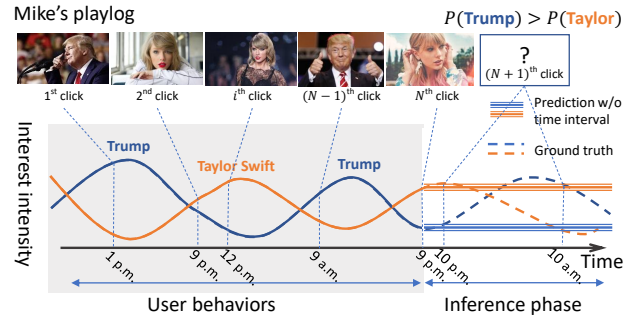 Mike's playlog
P(Trump) > P(Taylor)
?
(N + 1)th click
1st click
2nd click
ith click
(N − 1)th click
Nth click
Prediction w/o
time interval
Ground truth
Trump
Taylor Swift
Trump
Interest intensity
1 p.m.
9 p.m.
12 p.m.
9 a.m.
9 p.m.
10 p.m.
10 a.m.
Time
User behaviors
Inference phase